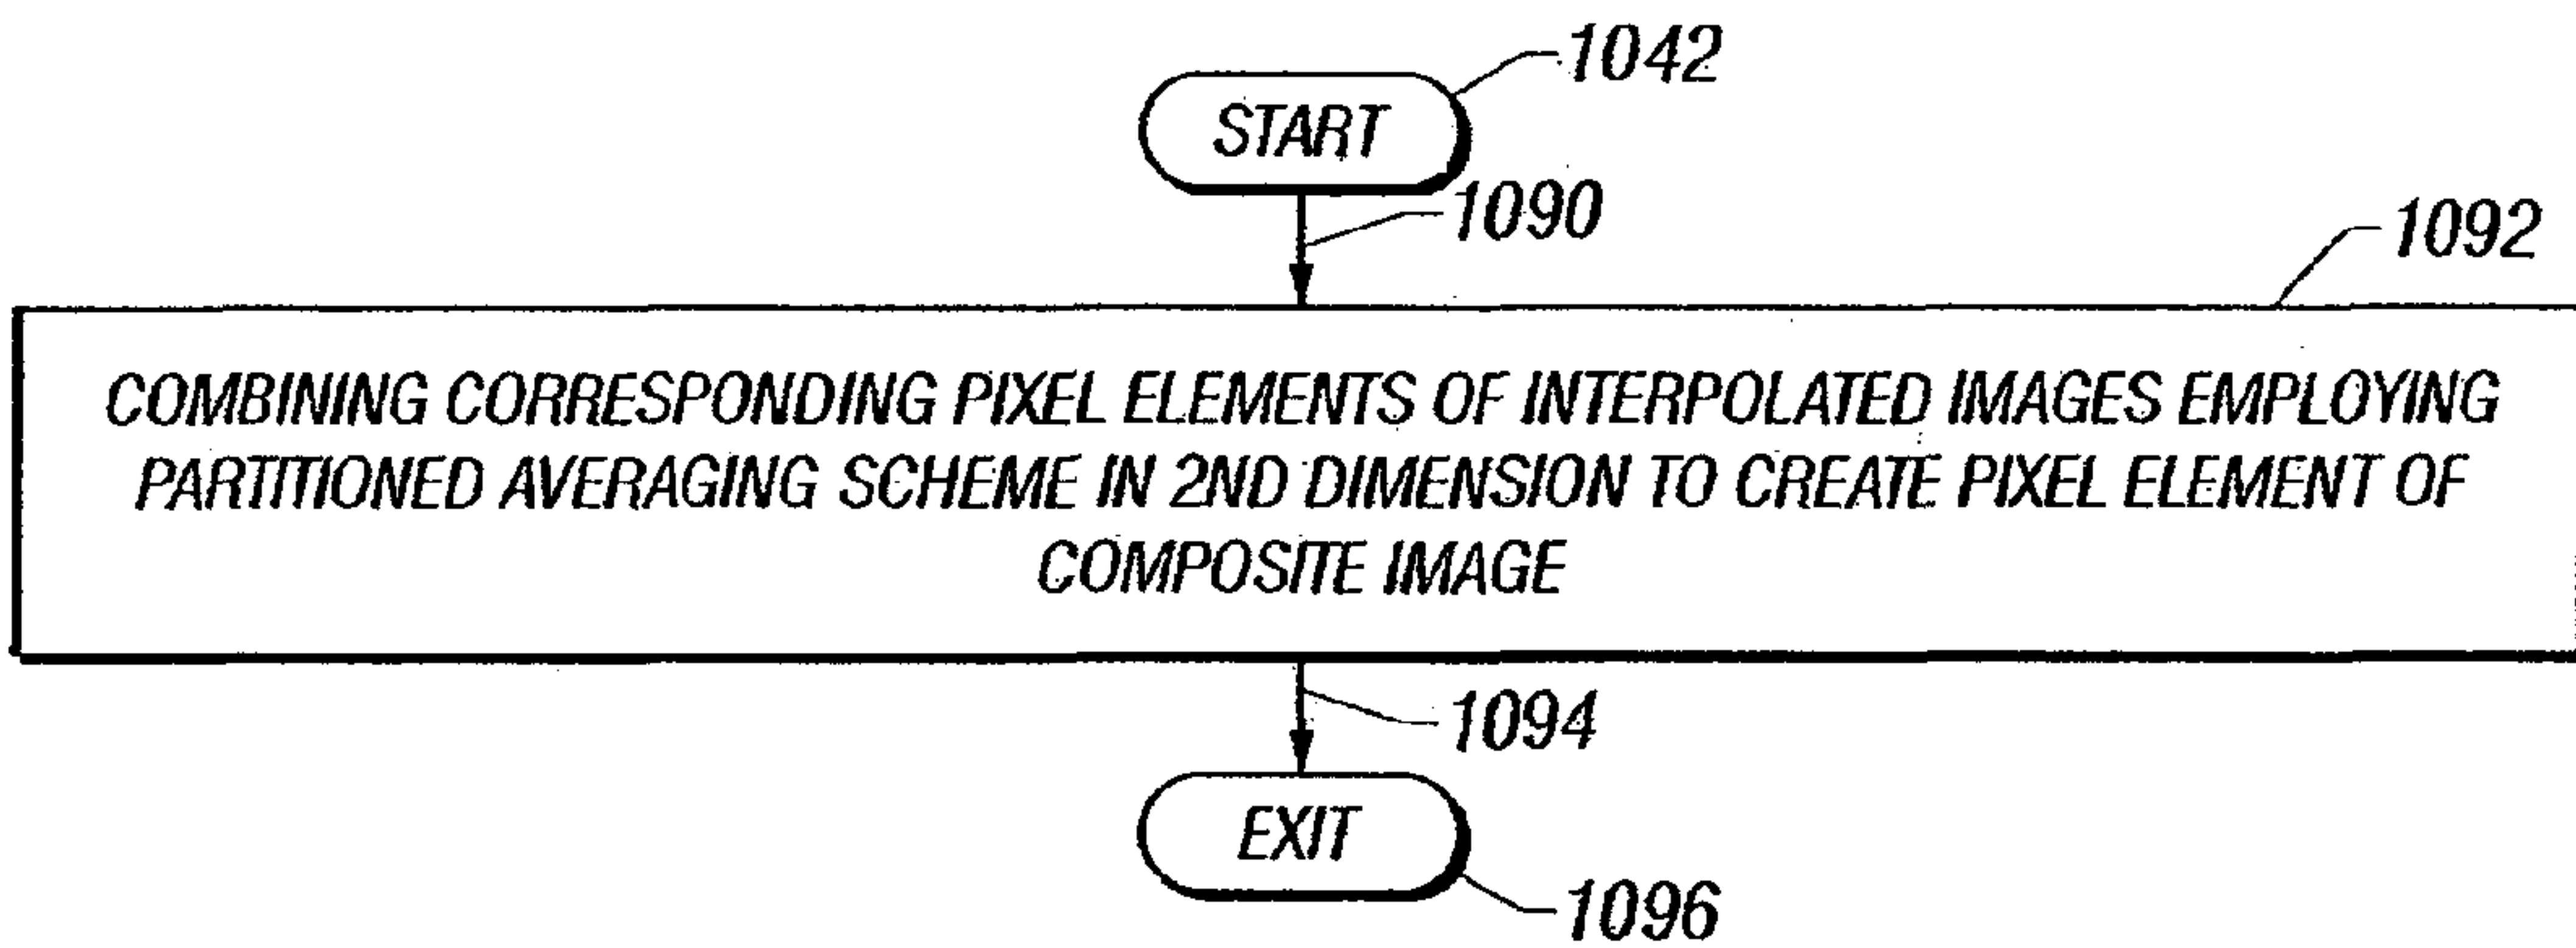 1042
START
1090
1092
COMBINING CORRESPONDING PIXEL ELEMENTS OF INTERPOLATED IMAGES EMPLOYING
PARTITIONED AVERAGING SCHEME IN 2ND DIMENSION TO CREATE PIXEL ELEMENT OF
COMPOSITE IMAGE
1094
EXIT
1096